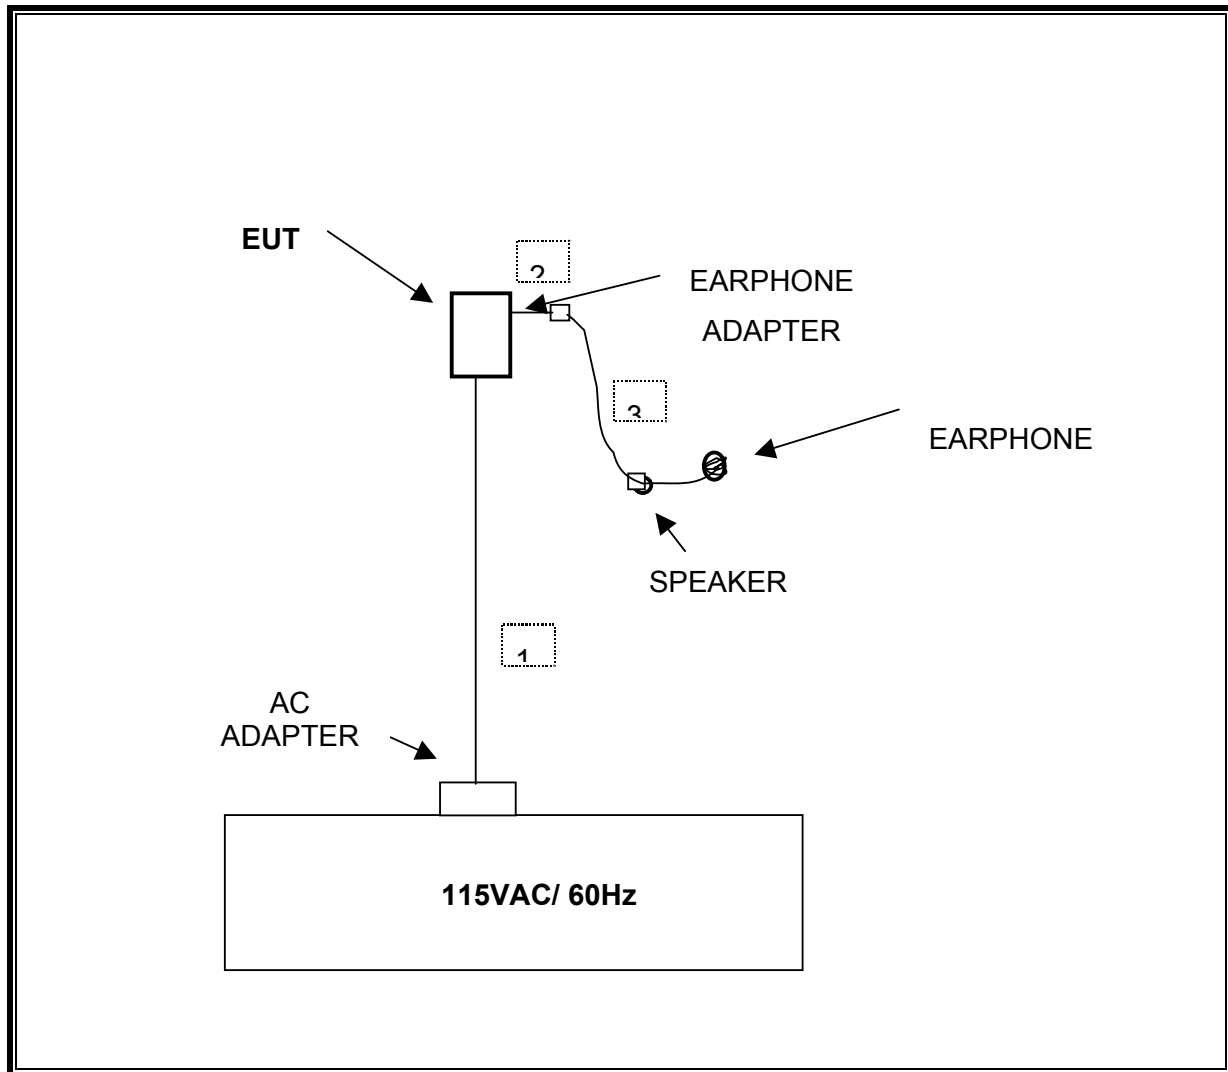 EUT
2
EARPHONE
ADAPTER
3
EARPHONE
SPEAKER
1
AC
ADAPTER
115VAC/ 60Hz